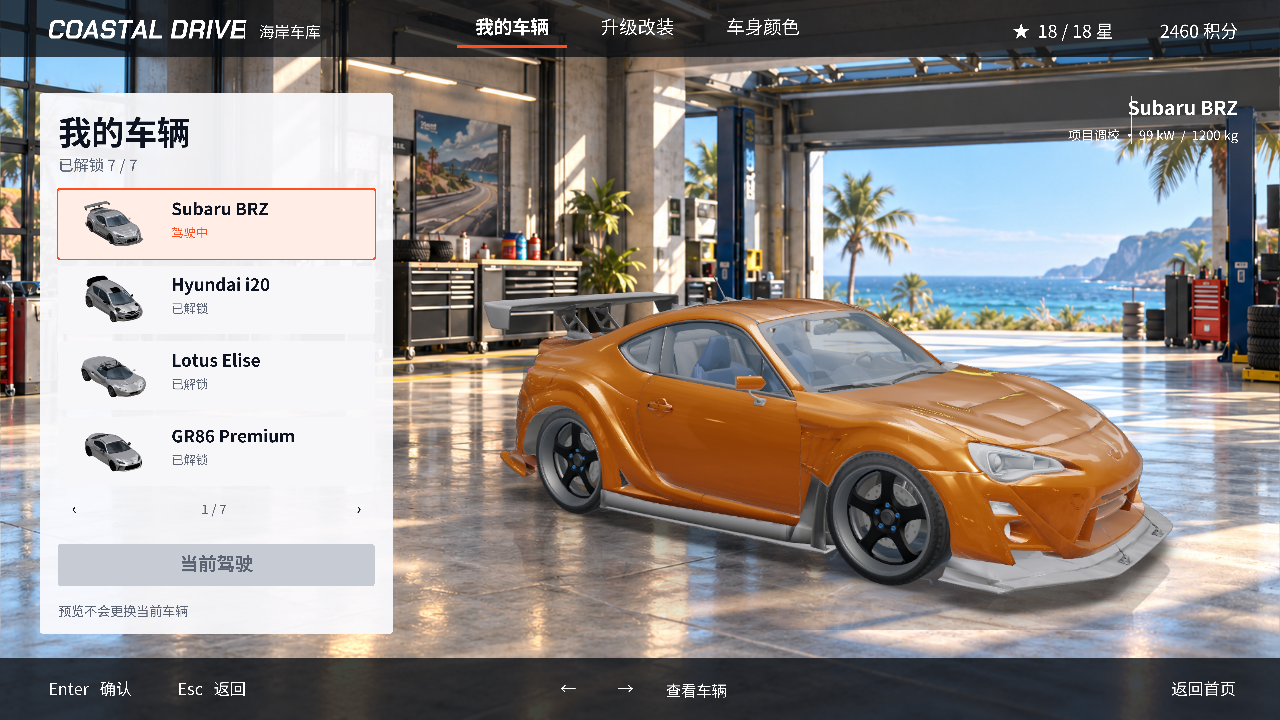 COASTAL DRIVE 海岸车库
我的车辆 升级改装 车身颜色
★ 18 / 18 星 2460 积分
我的车辆
已解锁 7 / 7
Subaru BRZ
驾驶中
Hyundai i20
已解锁
Lotus Elise
已解锁
GR86 Premium
已解锁
‹ 1 / 7 ›
当前驾驶
预览不会更换当前车辆
Subaru BRZ
项目调校 · 99 kW / 1200 kg
Enter 确认 Esc 返回 ← → 查看车辆 返回首页